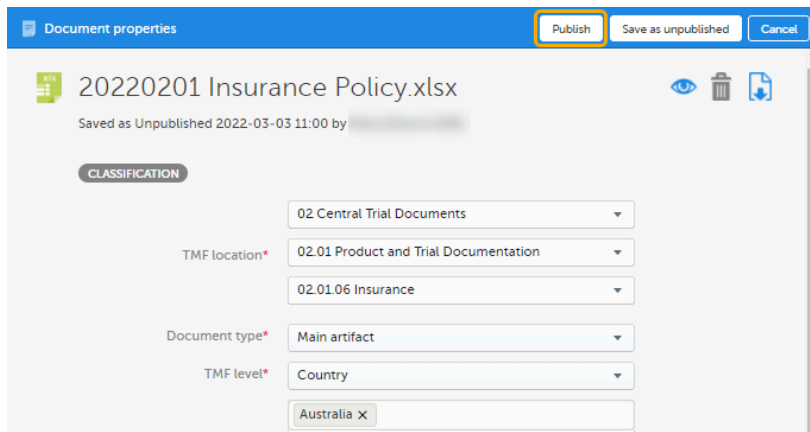 Document properties
Publish
Save as unpublished
Cancel
xls
20220201 Insurance Policy.xlsx
Saved as Unpublished 2022-03-03 11:00 by
CLASSIFICATION
02 Central Trial Documents
TMF location* 02.01 Product and Trial Documentation
02.01.06 Insurance
Document type* Main artifact
TMF level* Country
Australia ×